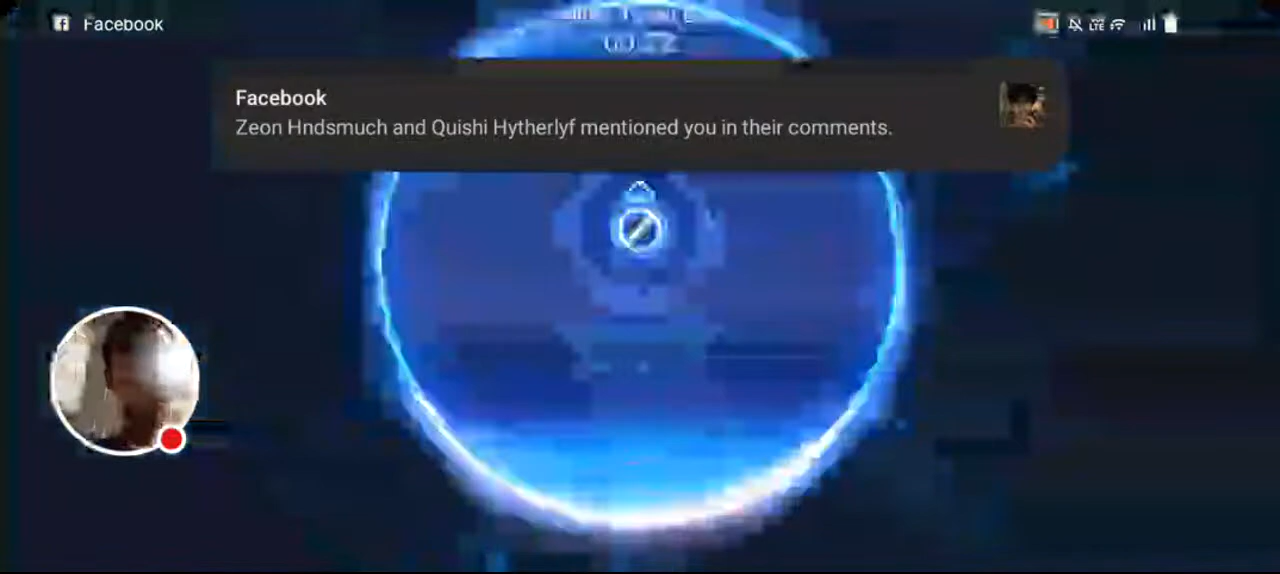 Facebook
Facebook
Zeon Hndsmuch and Quishi Hytherlyf mentioned you in their comments.